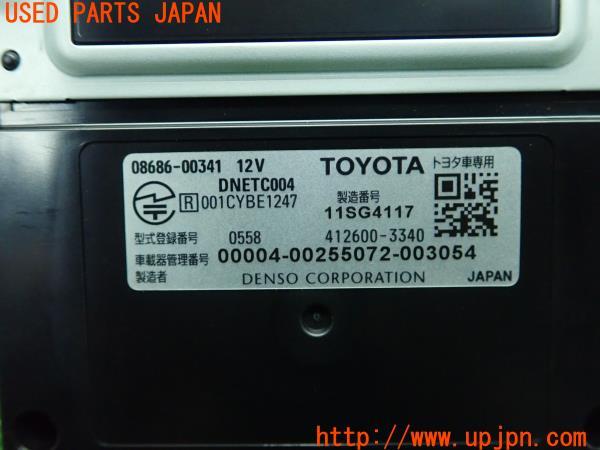 USED PARTS JAPAN
08686-00341 12V TOYOTA トヨタ車専用
DNETC004
R 001CYBE1247
製造番号
11SG4117
型式登録番号 0558 412600-3340
車載器管理番号 00004-00255072-003054
製造者 DENSO CORPORATION JAPAN
UPJ http://www.upjpn.com